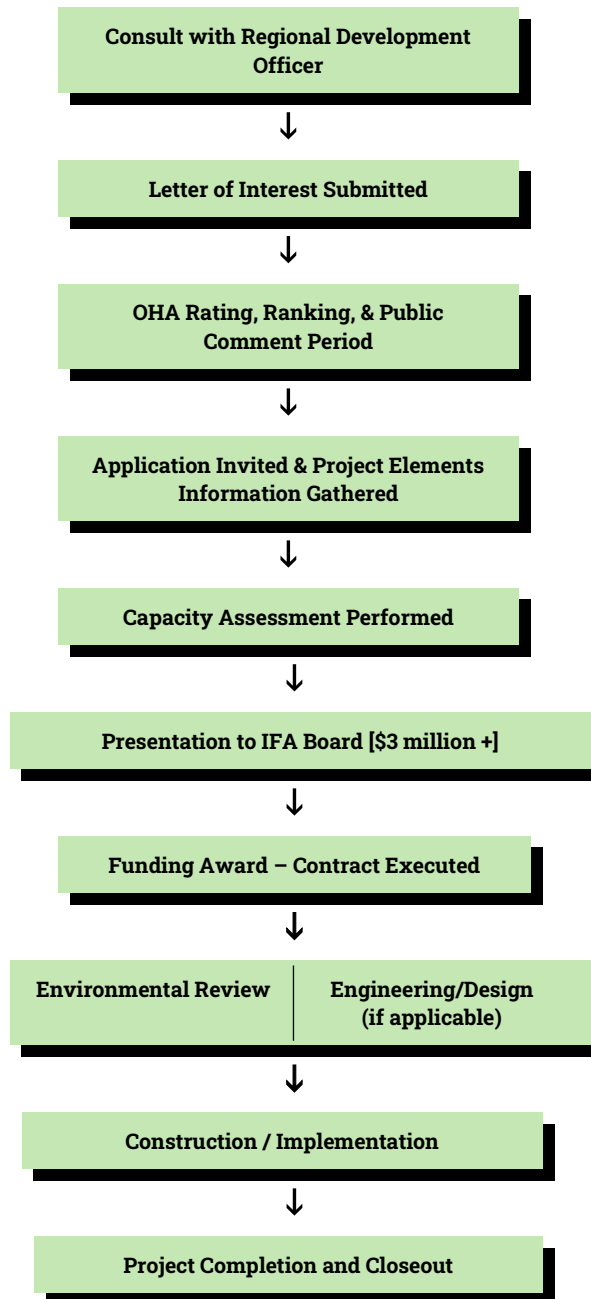 Consult with Regional Development
Officer
↓
Letter of Interest Submitted
↓
OHA Rating, Ranking, & Public
Comment Period
↓
Application Invited & Project Elements
Information Gathered
↓
Capacity Assessment Performed
↓
Presentation to IFA Board [$3 million +]
↓
Funding Award – Contract Executed
↓
Environmental Review
Engineering/Design
(if applicable)
↓
Construction / Implementation
↓
Project Completion and Closeout